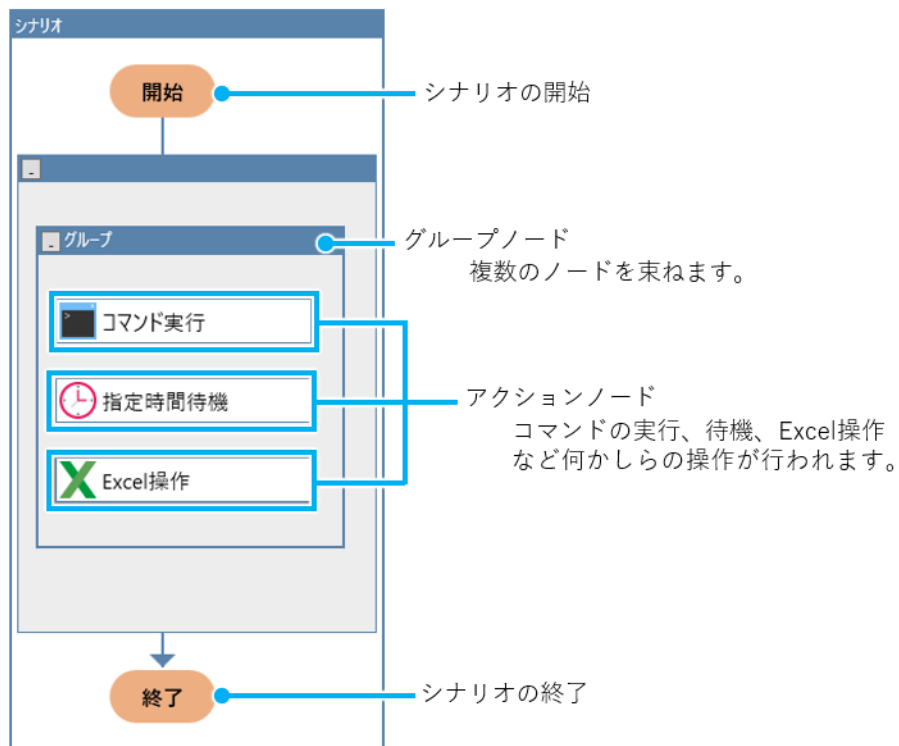 シナリオ
開始
シナリオの開始
グループ
グループノード
複数のノードを束ねます。
コマンド実行
指定時間待機
アクションノード
コマンドの実行、待機、Excel操作
など何かしらの操作が行われます。
Excel操作
終了
シナリオの終了